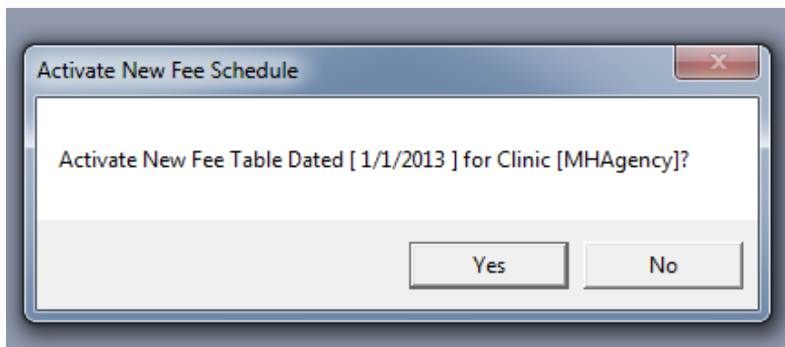 Activate New Fee Schedule
Activate New Fee Table Dated [ 1/1/2013 ] for Clinic [MHAgency]?
Yes No